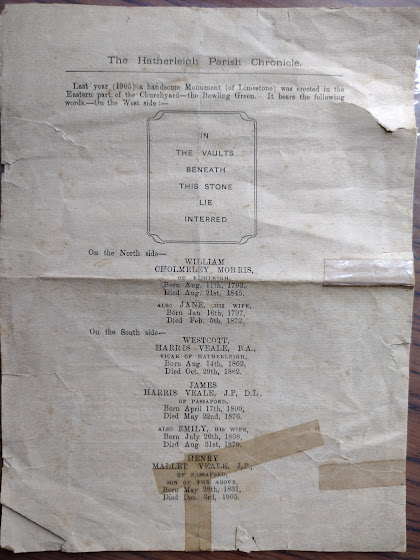 The Hatherleigh Parish Chronicle.
Last year (1905) a handsome Monument (of Limestone) was erected in the
Eastern part of the Churchyard—the Bowling Green. It bears the following
words.—On the West side:—
IN
THE VAULTS
BENEATH
THIS STONE
LIE
INTERRED
On the North side—
WILLIAM
CHOLMELEY MORRIS,
OF
Born Aug. 11th, 1793,
Died Aug. 21st, 1845.
ALSO JANE, HIS WIFE,
Born Jan. 16th, 1797,
Died Feb. 5th, 1872.
On the South side—
WESTCOTT
HARRIS VEALE, B.A.,
VICAR OF HATHERLEIGH,
Born Aug. 14th,
Died Oct. 29th, 1862.
JAMES
HARRIS VEALE, J.P., D.L.,
OF PASSAFORD,
Born April 17th, 1800,
Died May 22nd, 1876.
ALSO EMILY, HIS WIFE,
Born July 26th, 1808,
Died Aug. 31st, 1879.
HENRY
MALLET VEALE, J.P.,
OF PASSAFORD,
SON OF THE ABOVE,
Born May 28th, 1831,
Died Dec. 3rd, 1905.